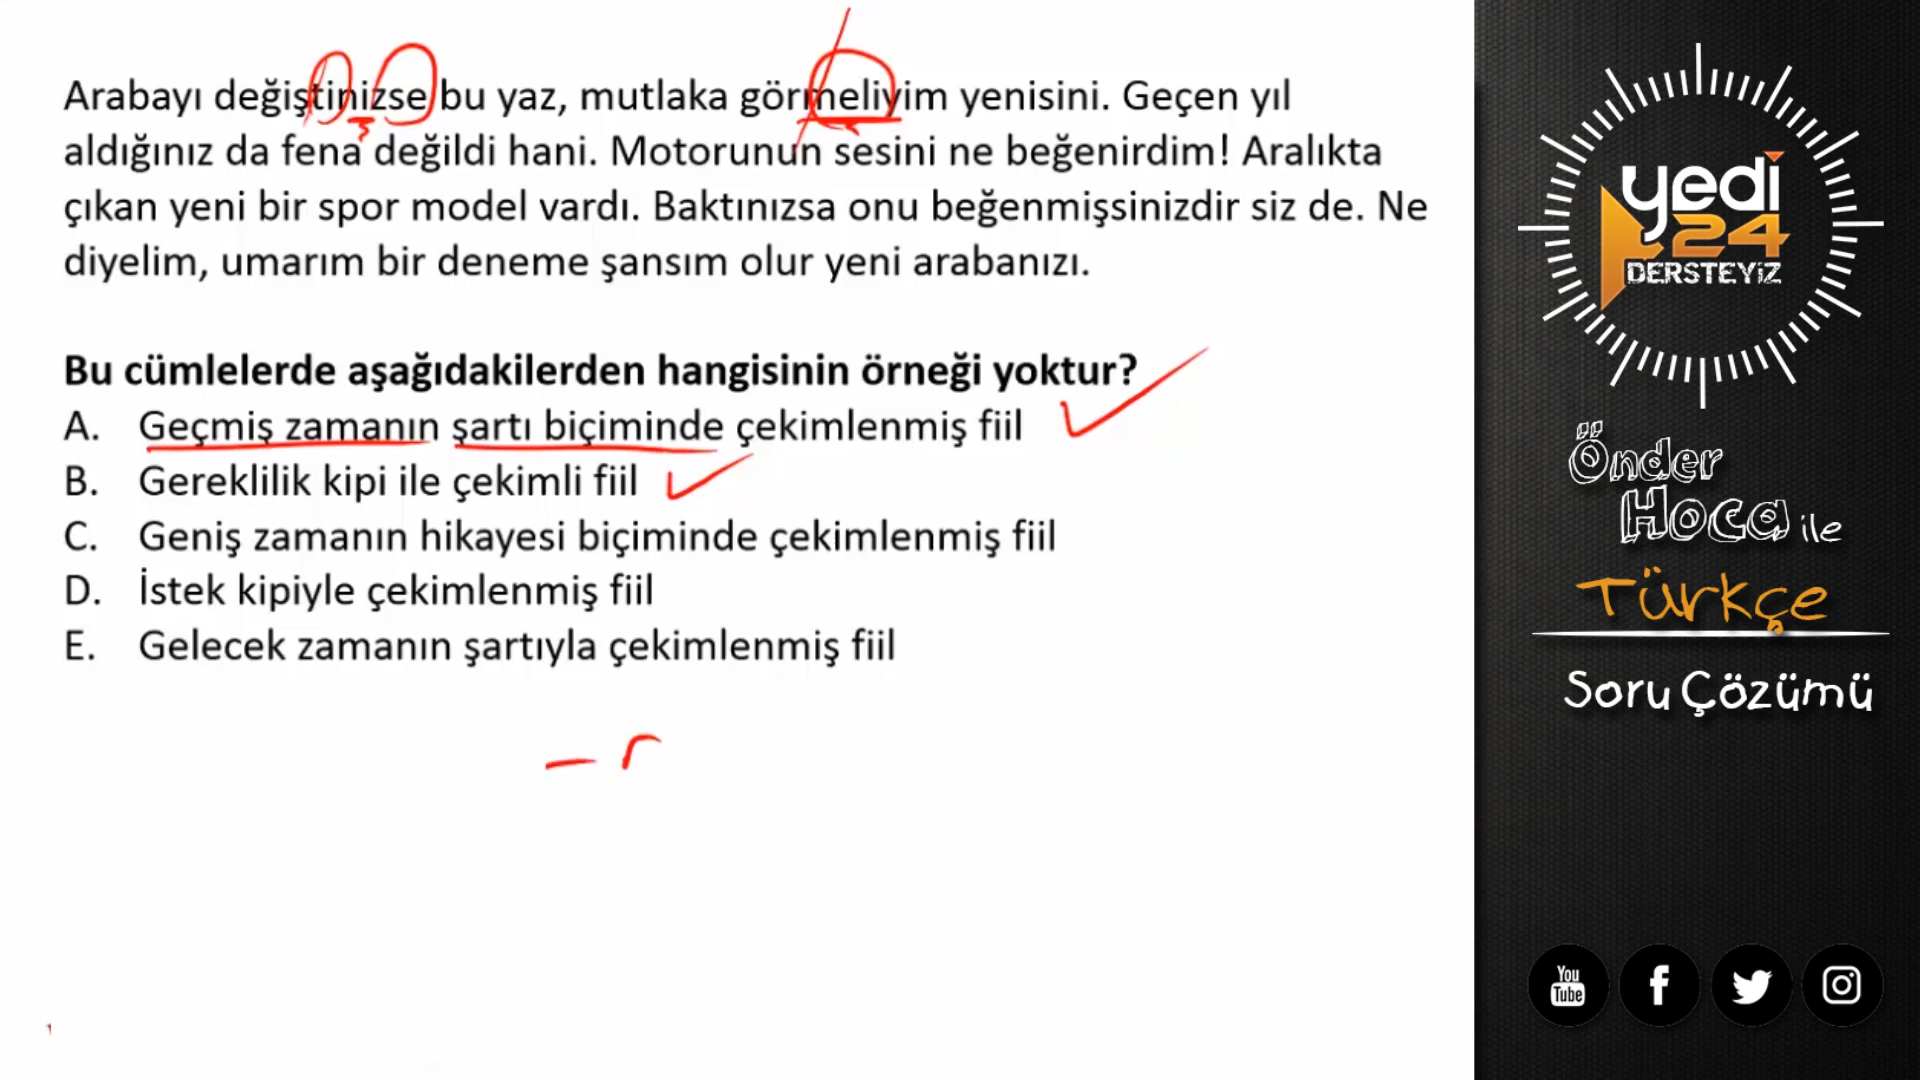 Arabayı değiştinizse bu yaz, mutlaka görmeliyim yenisini. Geçen yıl
aldığınız da fena değildi hani. Motorunun sesini ne beğenirdim! Aralıkta
çıkan yeni bir spor model vardı. Baktınızsa onu beğenmişsinizdir siz de. Ne
diyelim, umarım bir deneme şansım olur yeni arabanızı.
Bu cümlelerde aşağıdakilerden hangisinin örneği yoktur?
A. Geçmiş zamanın şartı biçiminde çekimlenmiş fiil
B. Gereklilik kipi ile çekimli fiil
C. Geniş zamanın hikayesi biçiminde çekimlenmiş fiil
D. İstek kipiyle çekimlenmiş fiil
E. Gelecek zamanın şartıyla çekimlenmiş fiil
yedi
24
DERSTEYİZ
Önder
Hoca ile
Türkçe
Soru Çözümü
You
Tube